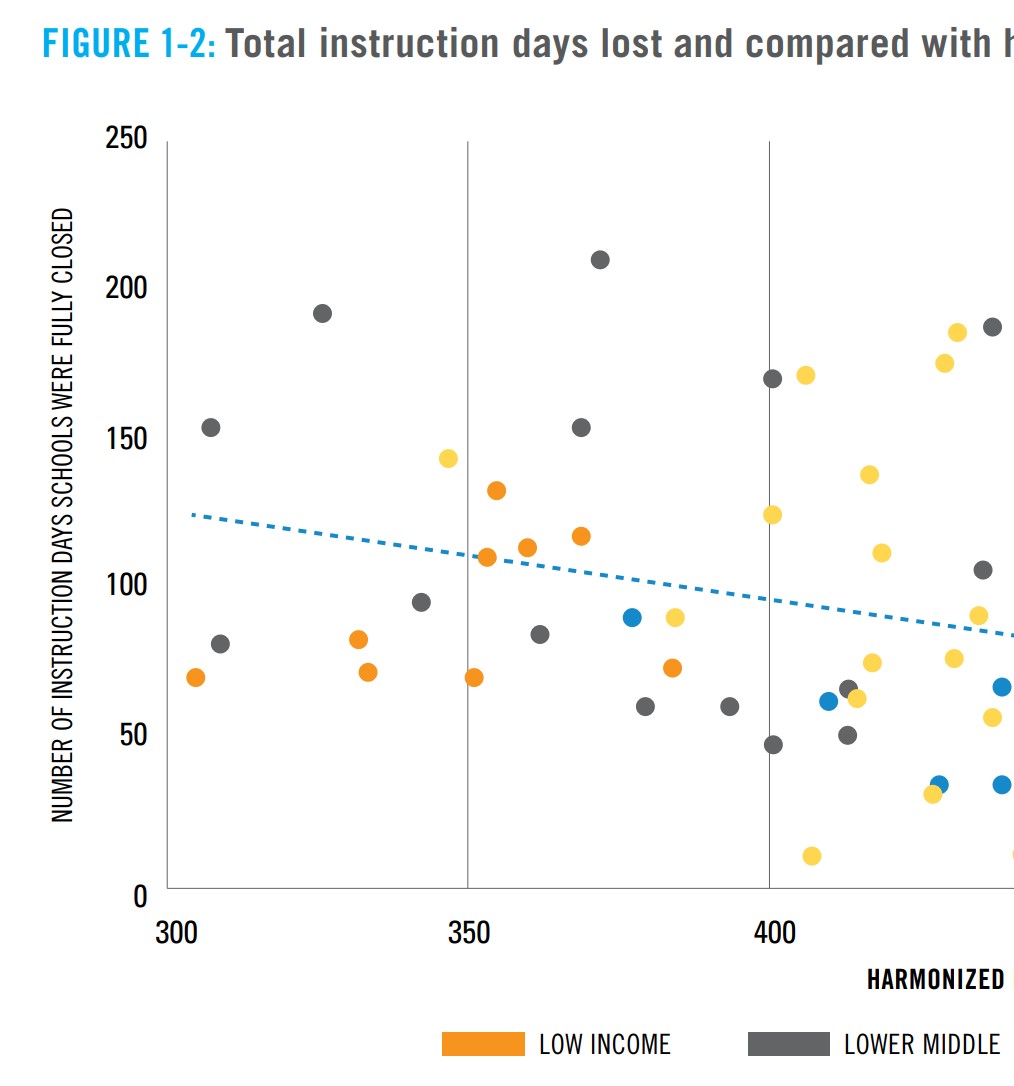 FIGURE 1-2: Total instruction days lost and compared with
NUMBER OF INSTRUCTION DAYS SCHOOLS WERE FULLY CLOSED
250
200
150
100
50
0
300 350 400
HARMONIZED
LOW INCOME LOWER MIDDLE